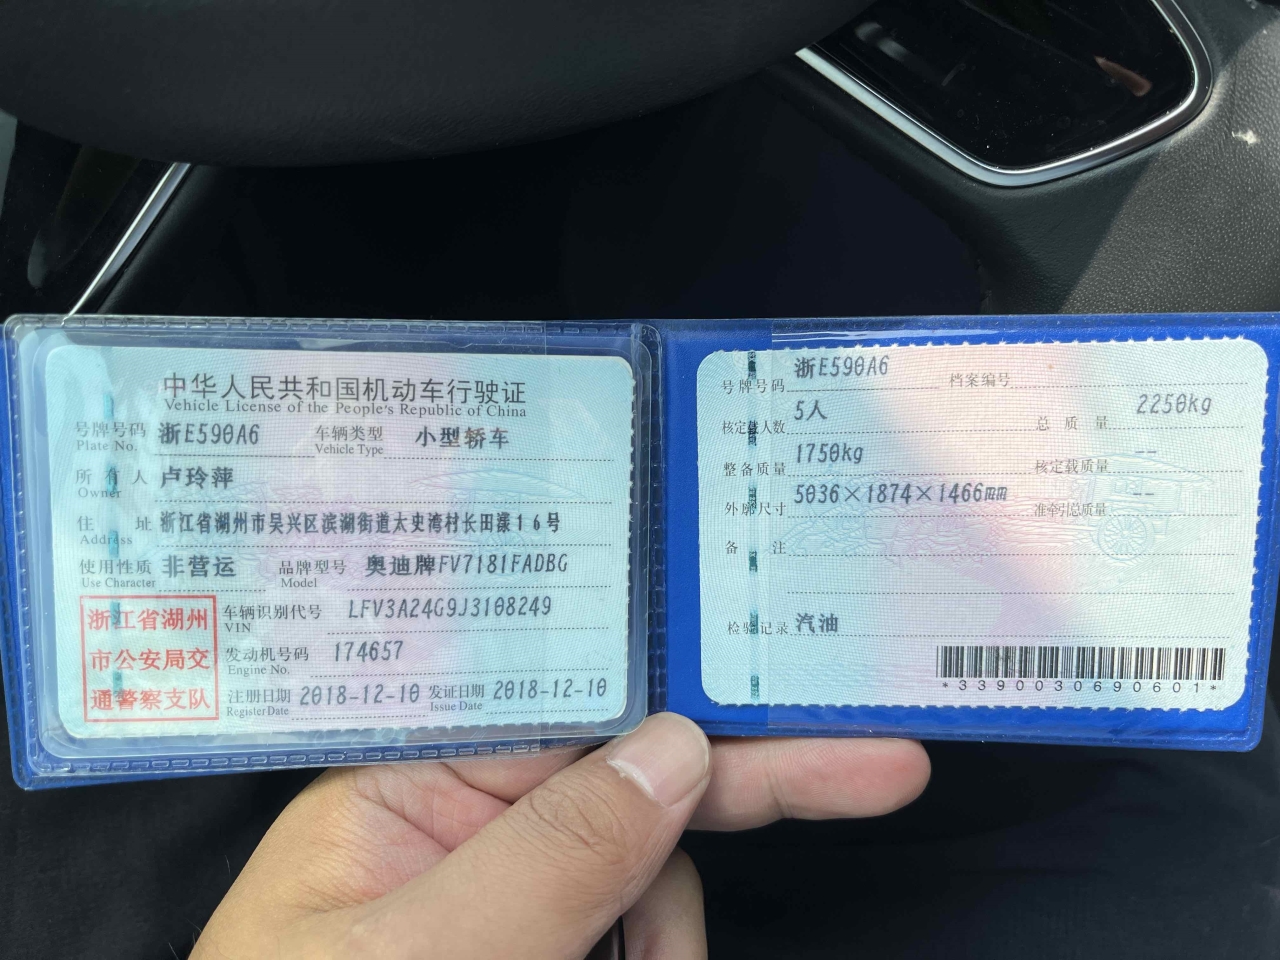 中华人民共和国机动车行驶证
Vehicle License of the People's Republic of China
号牌号码 浙E590A6 车辆类型 小型轿车
Plate No. Vehicle Type
所有人 卢玲萍
Owner
住址 浙江省湖州市吴兴区滨湖街道太史湾村长田漾16号
Address
使用性质 非营运 品牌型号 奥迪牌FV7181FADBG
Use Character Model
浙江省湖州
市公安局交
通警察支队
车辆识别代号 LFV3A24G9J3108249
VIN
发动机号码 174657
Engine No.
注册日期 2018-12-10 发证日期 2018-12-10
Register Date Issue Date
号牌号码 浙E590A6 档案编号
核定载人数 5人 总质量 2250kg
整备质量 1750kg 核定载质量 --
外廓尺寸 5036×1874×1466mm 准牵引总质量 --
备注
检验记录 汽油
*3390030690601*